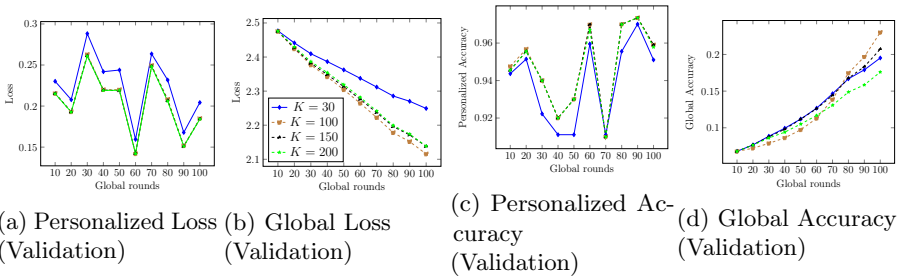 0.3
0.25
0.2
0.15
Loss
10 20 30 40 50 60 70 80 90 100
Global rounds
(a) Personalized Loss
(Validation)
2.5
2.4
2.3
2.2
2.1
Loss
K = 30
K = 100
K = 150
K = 200
10 20 30 40 50 60 70 80 90 100
Global rounds
(b) Global Loss
(Validation)
0.96
0.94
0.92
Personalized Accuracy
10 20 30 40 50 60 70 80 90 100
Global rounds
(c) Personalized Ac-
curacy
(Validation)
0.2
0.1
Global Accuracy
10 20 30 40 50 60 70 80 90 100
Global rounds
(d) Global Accuracy
(Validation)